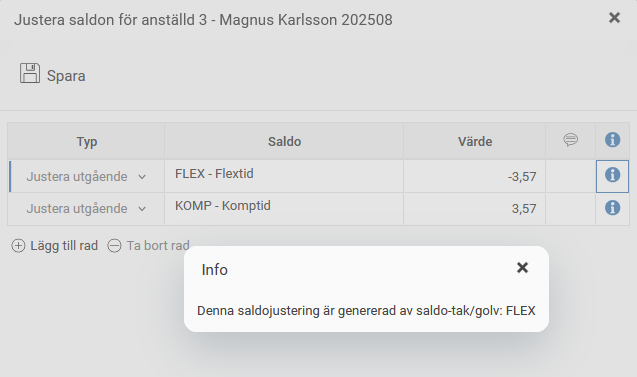 Justera saldon för anställd 3 - Magnus Karlsson 202508
Spara
Typ Saldo Värde
Justera utgående FLEX - Flextid -3,57
Justera utgående KOMP - Komptid 3,57
Lägg till rad Ta bort rad
Info
Denna saldojustering är genererad av saldo-tak/golv: FLEX